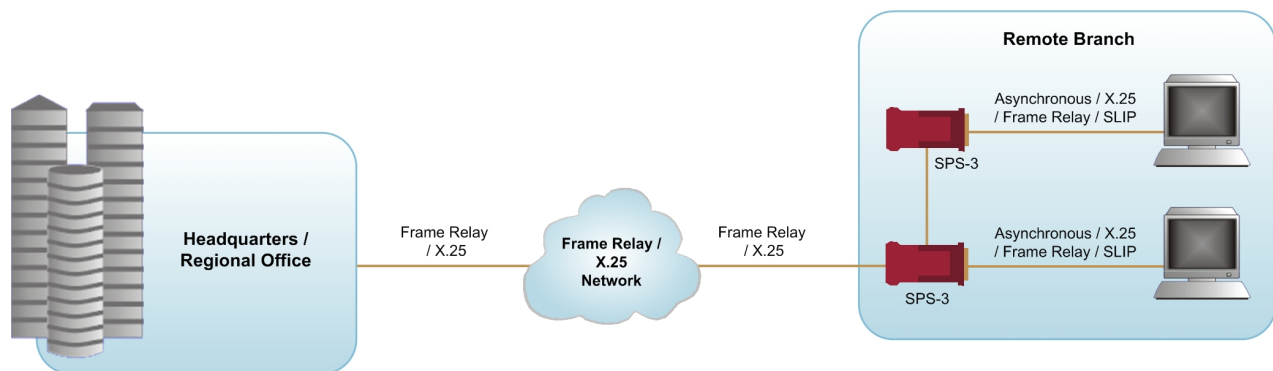 Remote Branch
Asynchronous / X.25
/ Frame Relay / SLIP
SPS-3
Headquarters /
Regional Office
Frame Relay
/ X.25
Frame Relay /
X.25
Network
Frame Relay
/ X.25
Asynchronous / X.25
/ Frame Relay / SLIP
SPS-3